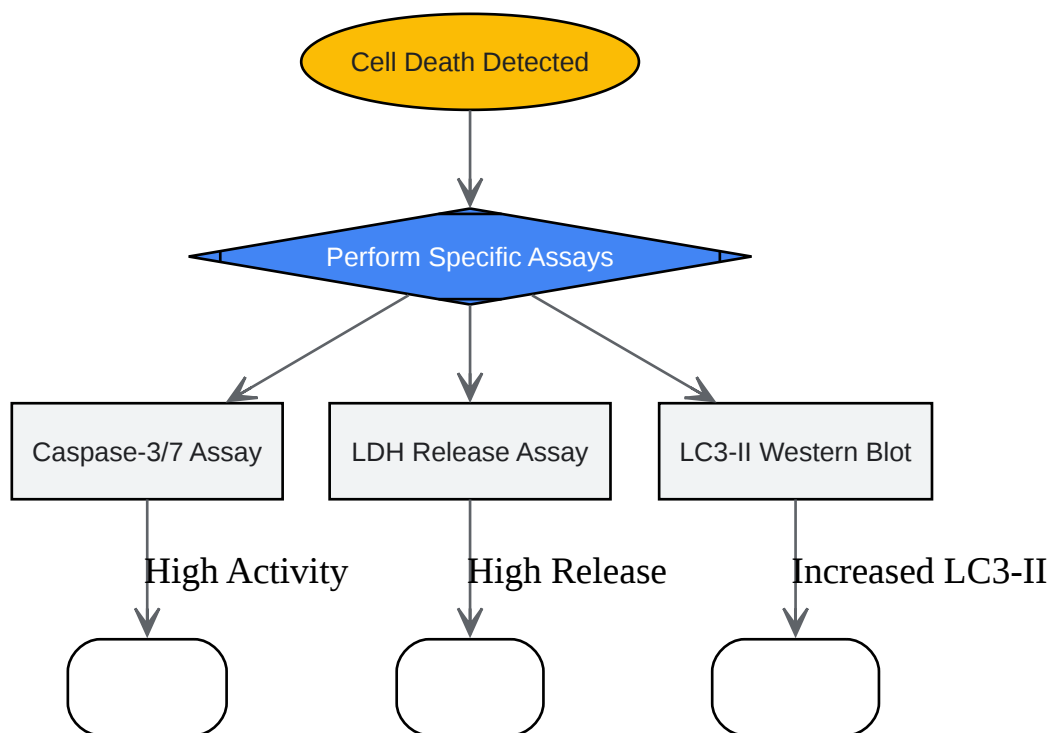 Cell Death Detected
Perform Specific Assays
Caspase-3/7 Assay
LDH Release Assay
LC3-II Western Blot
High Activity
High Release
Increased LC3-II